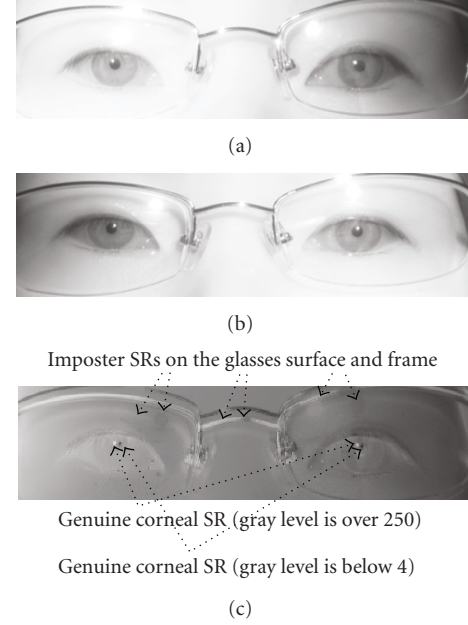 (a)
(b)
Imposter SRs on the glasses surface and frame
Genuine corneal SR (gray level is over 250)
Genuine corneal SR (gray level is below 4)
(c)